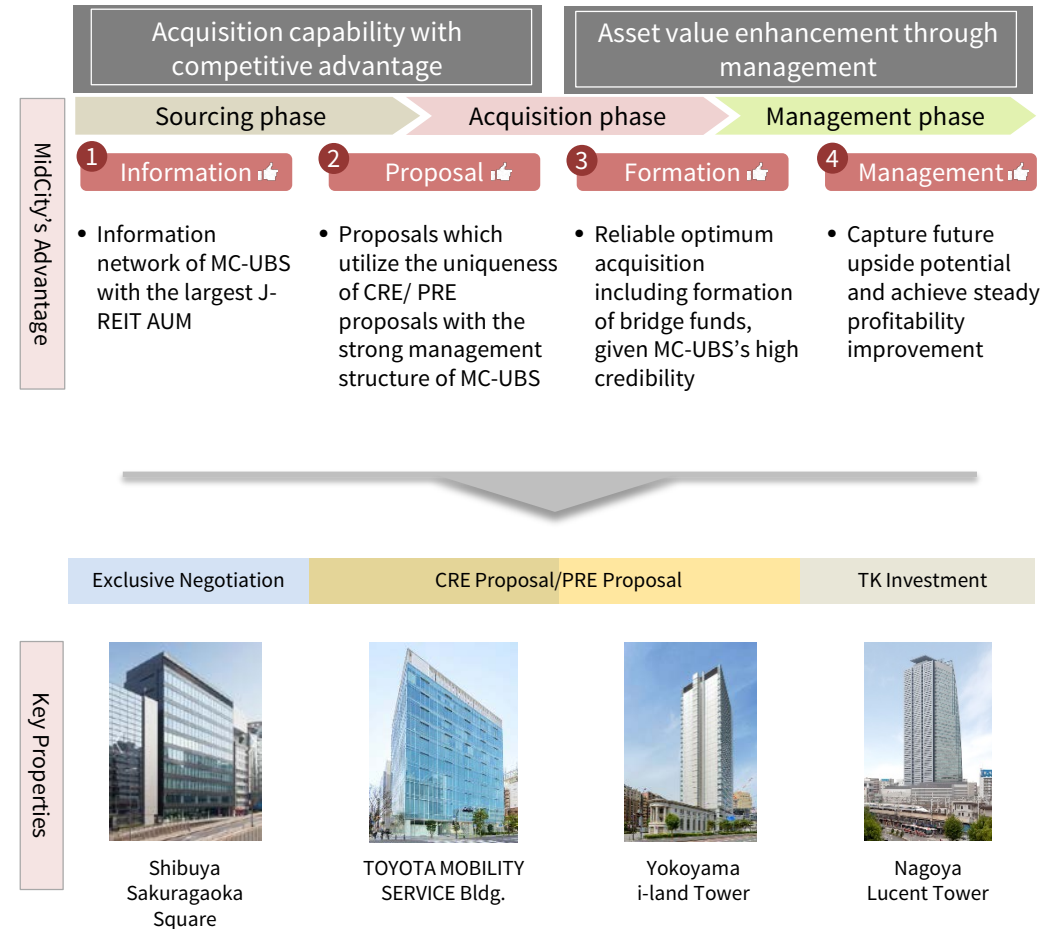 Acquisition capability with
competitive advantage
Asset value enhancement through
management
Sourcing phase
Acquisition phase
Management phase
MidCity's Advantage
1 Information
2 Proposal
3 Formation
4 Management
• Information
network of MC-UBS
with the largest J-
REIT AUM
• Proposals which
utilize the uniqueness
of CRE/ PRE
proposals with the
strong management
structure of MC-UBS
• Reliable optimum
acquisition
including formation
of bridge funds,
given MC-UBS's high
credibility
• Capture future
upside potential
and achieve steady
profitability
improvement
Exclusive Negotiation
CRE Proposal/PRE Proposal
TK Investment
Key Properties
Shibuya
Sakuragaoka
Square
TOYOTA MOBILITY
SERVICE Bldg.
Yokoyama
i-land Tower
Nagoya
Lucent Tower